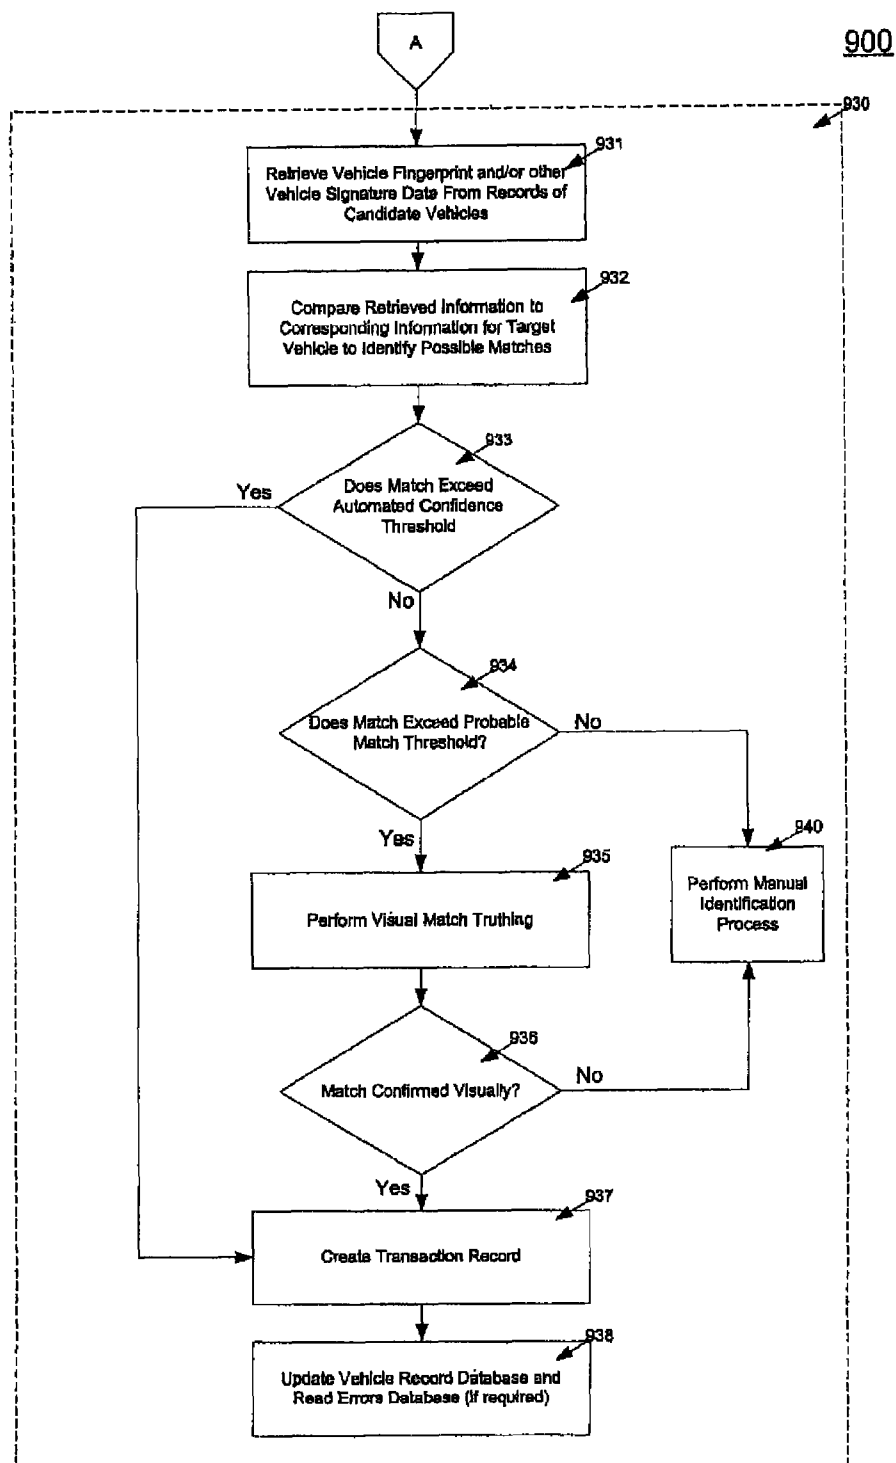 A
900
930
931
Retrieve Vehicle Fingerprint and/or other
Vehicle Signature Date From Records of
Candidate Vehicles
932
Compare Retrieved Information to
Corresponding Information for Target
Vehicle to Identify Possible Matches
933
Yes
Does Match Exceed
Automated Confidence
Threshold
No
934
Does Match Exceed Probable
Match Threshold?
No
Yes
940
935
Perform Manual
Identification
Process
Perform Visual Match Truthing
936
Match Confirmed Visually?
No
Yes
937
Create Transaction Record
938
Update Vehicle Record Database and
Read Errors Database (if required)